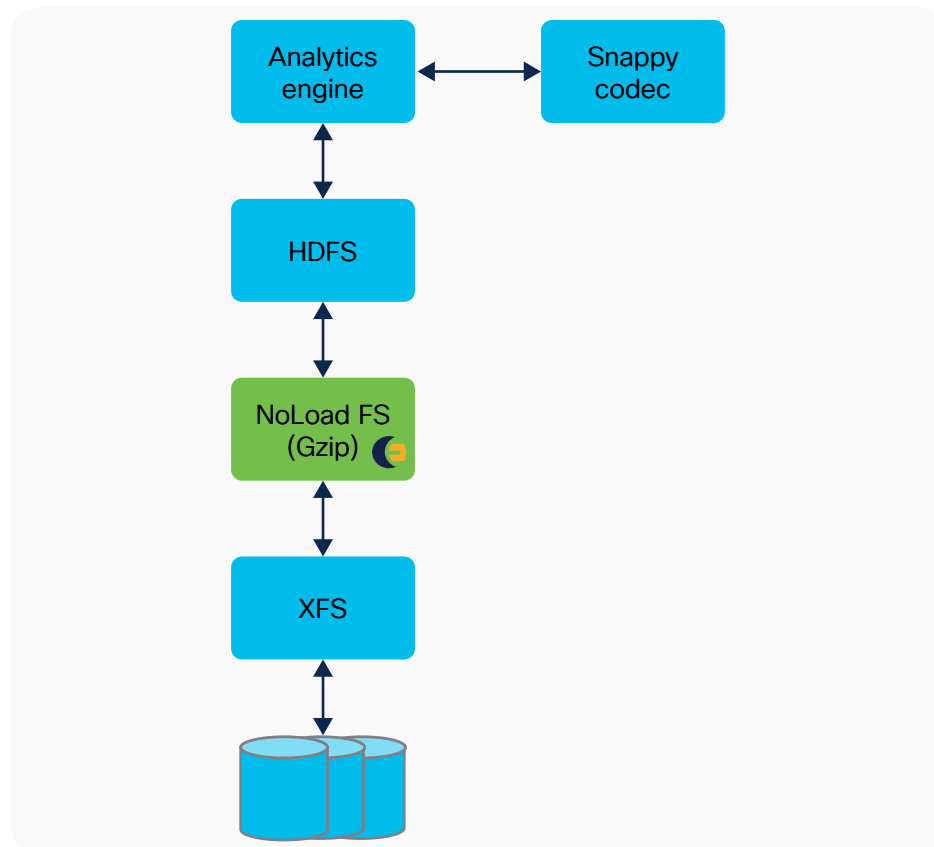 Analytics
engine
Snappy
codec
HDFS
NoLoad FS
(Gzip)
XFS